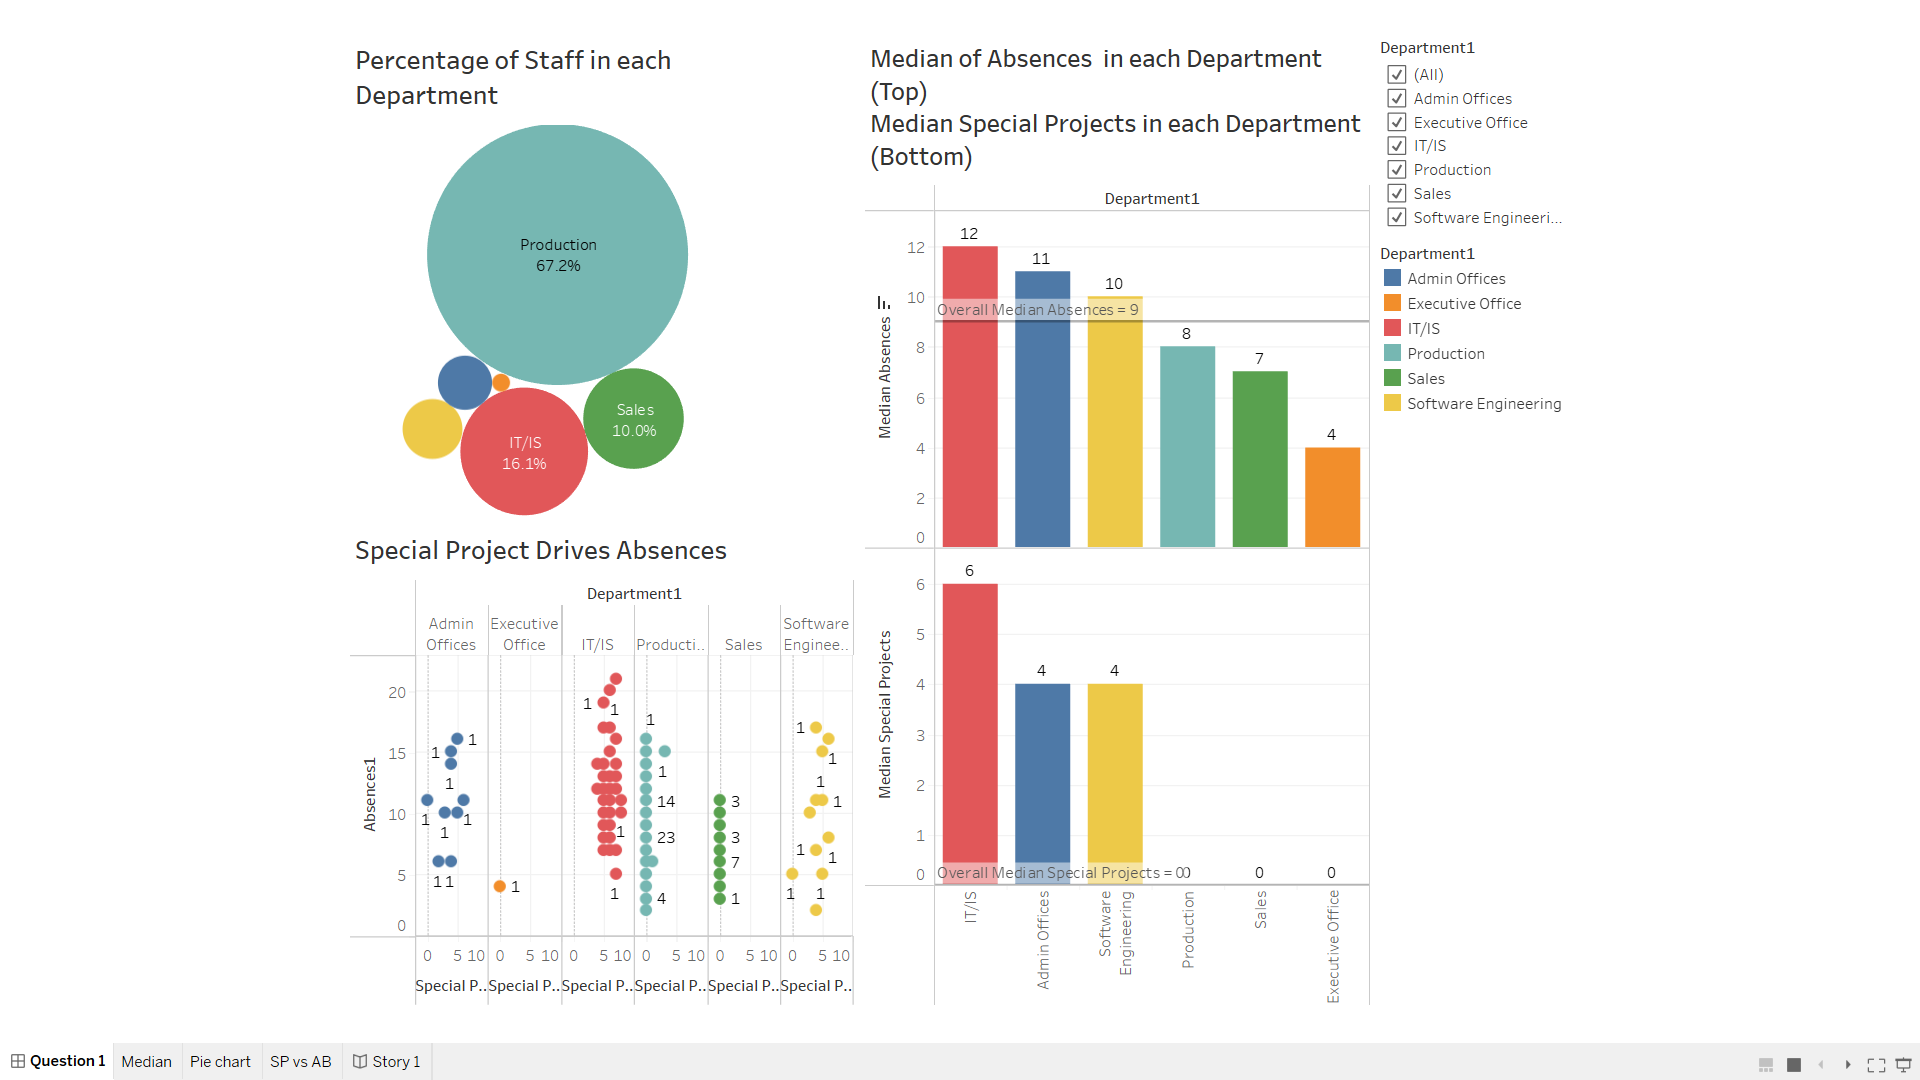 Percentage of Staff in each
Department
Production
67.2%
Sales
10.0%
IT/IS
16.1%
Special Project Drives Absences
Department1
Admin
Offices
Executive
Office
IT/IS
Producti..
Sales
Software
Enginee..
Absences1
20
15
10
5
0
1
1
1
1
1
1
1 1
1
1
1
1
1
1
1
14
23
4
3
3
7
1
1
1
1
1
1
1
1
1
0 5 10 0 5 10 0 5 10 0 5 10 0 5 10 0 5 10
Special P.. Special P.. Special P.. Special P.. Special P.. Special P..
Median of Absences in each Department
(Top)
Median Special Projects in each Department
(Bottom)
Department1
Median Absences
12
10
8
6
4
2
0
12
11
10
8
7
4
Overall Median Absences = 9
Median Special Projects
6
5
4
3
2
1
0
6
4
4
0
0
0
Overall Median Special Projects = 0
IT/IS
Admin Offices
Software
Engineering
Production
Sales
Executive Office
Department1
(All)
Admin Offices
Executive Office
IT/IS
Production
Sales
Software Engineeri...
Department1
Admin Offices
Executive Office
IT/IS
Production
Sales
Software Engineering
Question 1 Median Pie chart SP vs AB Story 1